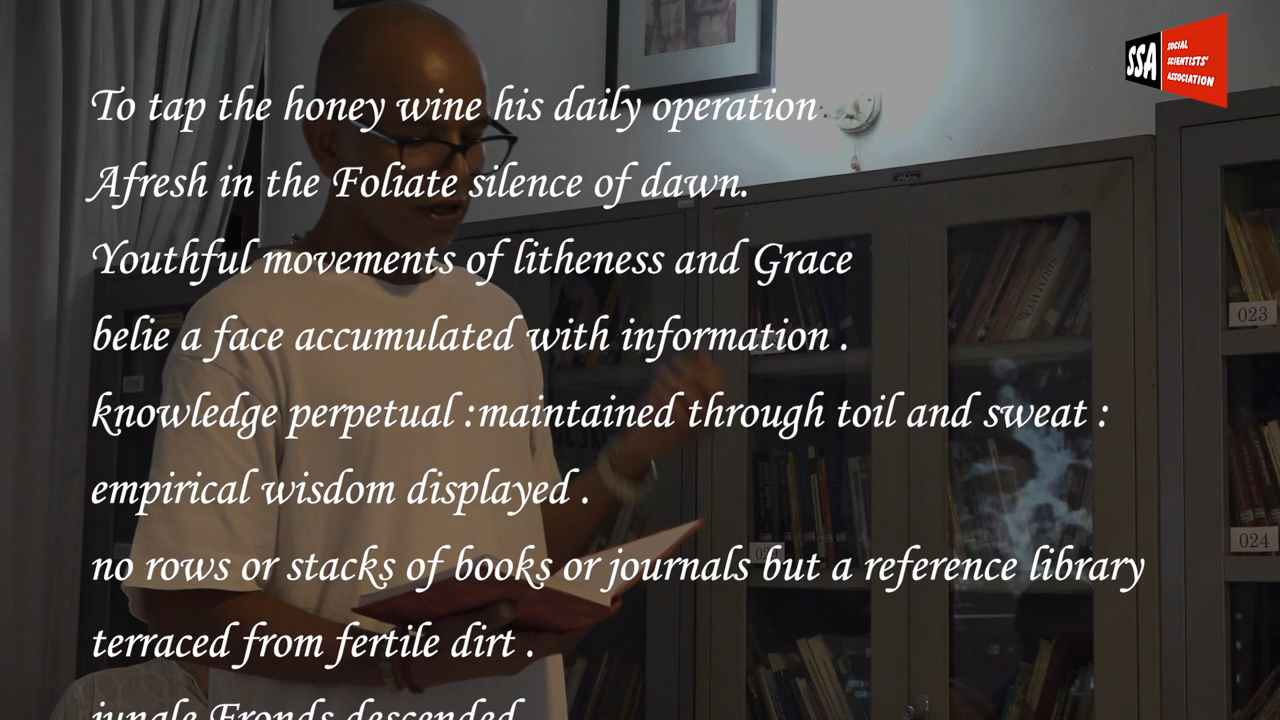 SSA SOCIAL
SCIENTISTS'
ASSOCIATION
To tap the honey wine his daily operation
Afresh in the Foliate silence of dawn.
Youthful movements of litheness and Grace
belie a face accumulated with information .
knowledge perpetual :maintained through toil and sweat :
empirical wisdom displayed .
no rows or stacks of books or journals but a reference library
terraced from fertile dirt .
jungle Fronds descended
023
024